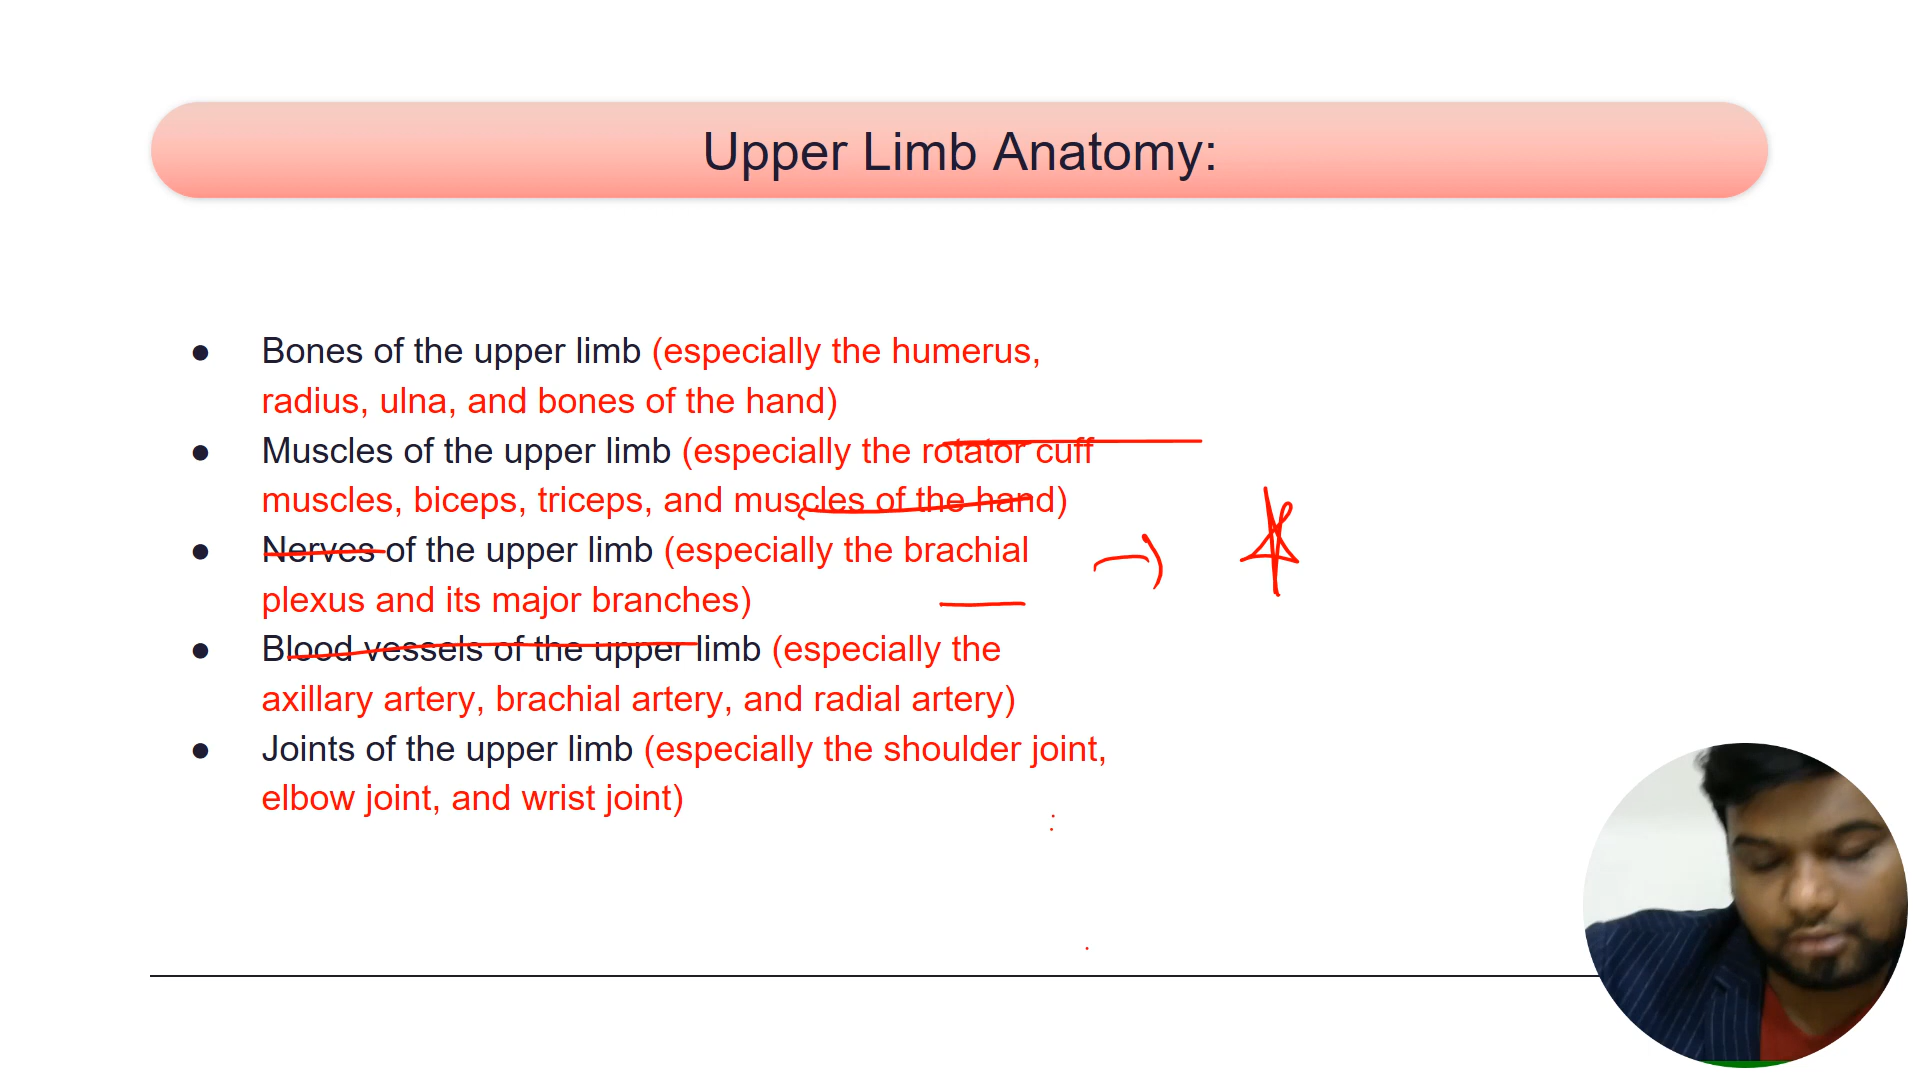 Upper Limb Anatomy:
● Bones of the upper limb (especially the humerus,
radius, ulna, and bones of the hand)
● Muscles of the upper limb (especially the rotator cuff
muscles, biceps, triceps, and muscles of the hand)
● Nerves of the upper limb (especially the brachial
plexus and its major branches)
● Blood vessels of the upper limb (especially the
axillary artery, brachial artery, and radial artery)
● Joints of the upper limb (especially the shoulder joint,
elbow joint, and wrist joint)